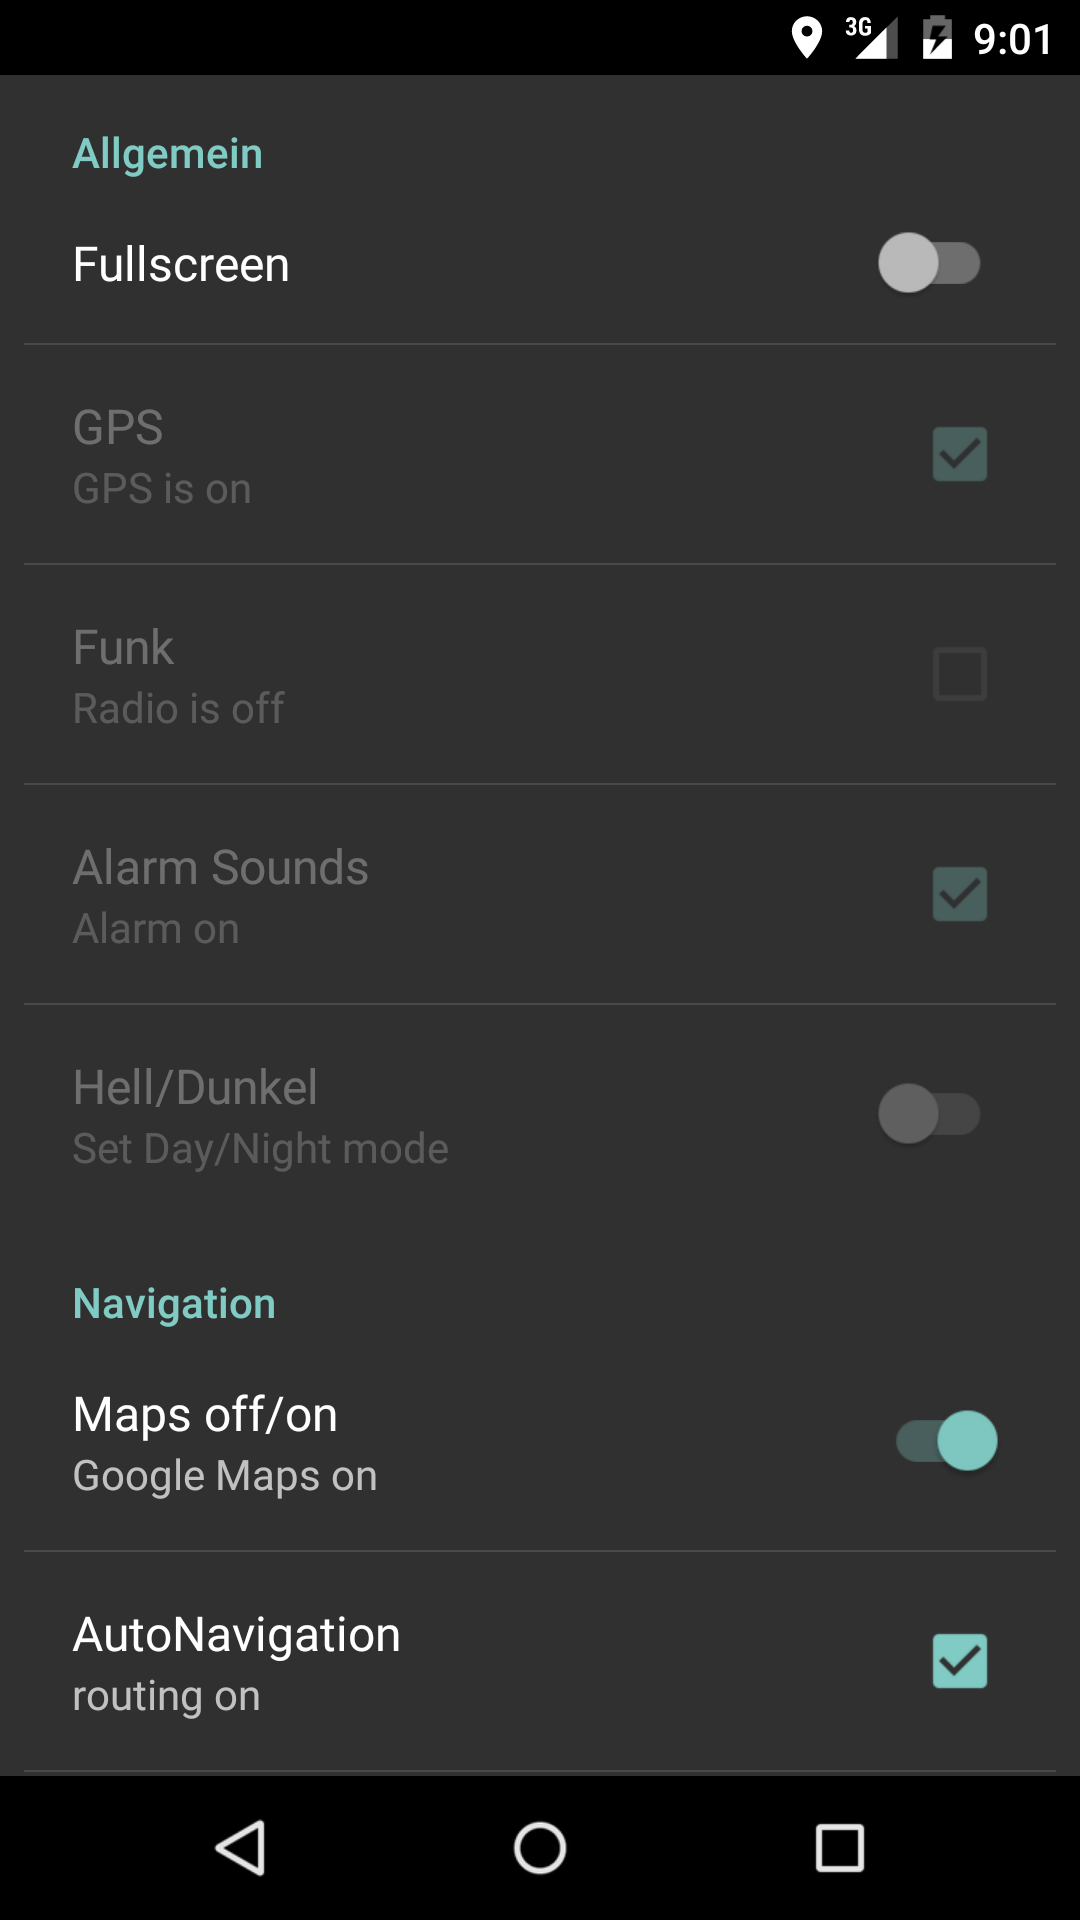 3G 9:01
Allgemein
Fullscreen
GPS
GPS is on
Funk
Radio is off
Alarm Sounds
Alarm on
Hell/Dunkel
Set Day/Night mode
Navigation
Maps off/on
Google Maps on
AutoNavigation
routing on